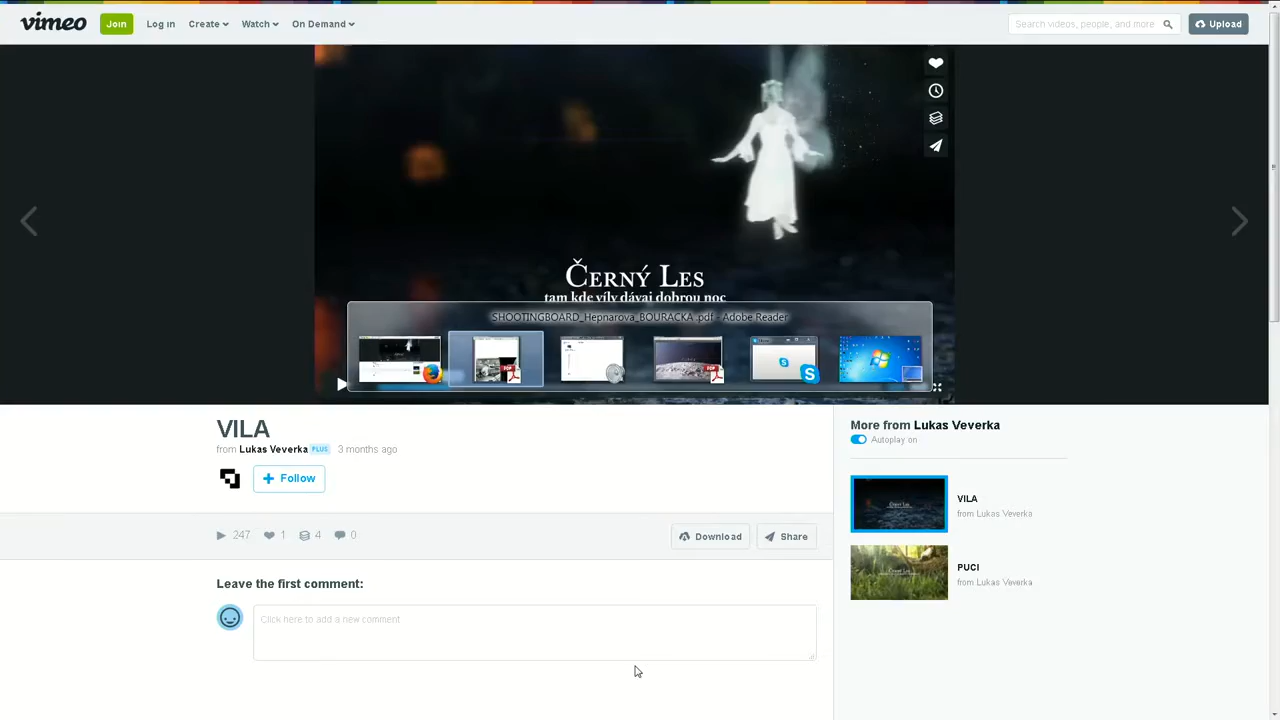 vimeo
Join
Log in
Create
Watch
On Demand
Search videos, people, and more
Upload
ČERNÝ LES
tam kde víly dávaj dobrou noc
SHOOTINGBOARD_Hepnarova_BOURACKA .pdf - Adobe Reader
VILA
from Lukas Veverka PLUS 3 months ago
Follow
247 1 4 0
Download
Share
Leave the first comment:
Click here to add a new comment
More from Lukas Veverka
Autoplay on
VILA
from Lukas Veverka
PUCI
from Lukas Veverka